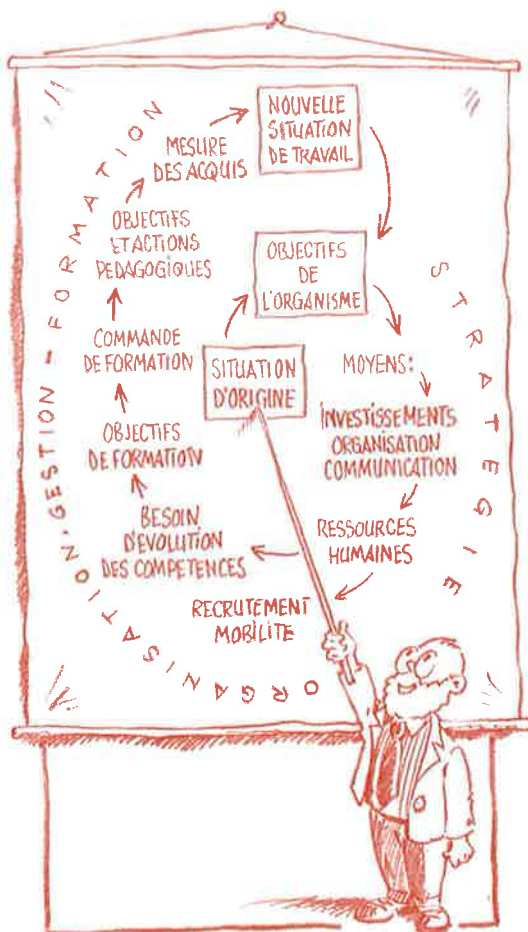 NOUVELLE
SITUATION
DE TRAVAIL
MESURE
DES ACQUIS
OBJECTIFS
ET ACTIONS
PEDAGOGIQUES
OBJECTIFS
DE
L'ORGANISME
COMMANDE
DE FORMATION
SITUATION
D'ORIGINE
MOYENS:
INVESTISSEMENTS
ORGANISATION
COMMUNICATION
OBJECTIFS
DE FORMATION
BESOIN
D'EVOLUTION
DES COMPETENCES
RESSOURCES
HUMAINES
RECRUTEMENT
MOBILITE
ORGANISATION-GESTION-FORMATION
STRATEGIE